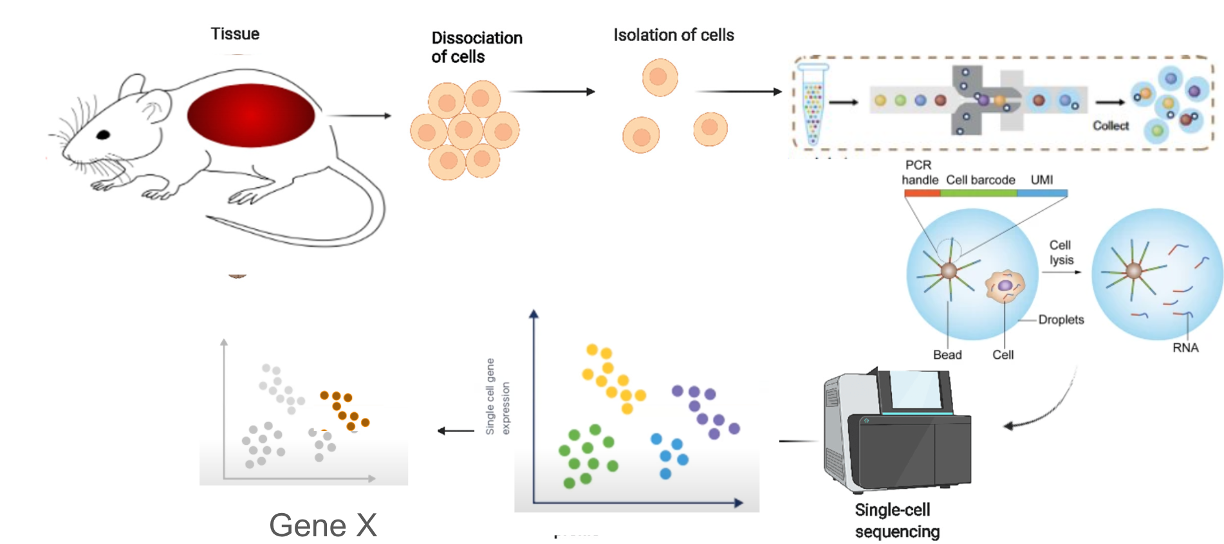 Tissue
Dissociation
of cells
Isolation of cells
Collect
PCR
handle
Cell barcode
UMI
Cell
lysis
Droplets
Bead
Cell
RNA
Single cell gene
expression
Single-cell
sequencing
Gene X